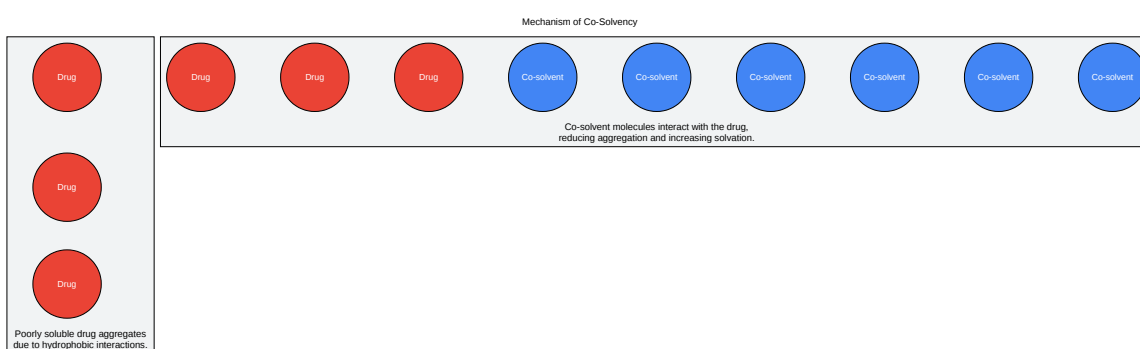 Mechanism of Co-Solvency
Drug
Drug
Drug
Poorly soluble drug aggregates
due to hydrophobic interactions.
Drug
Drug
Drug
Co-solvent
Co-solvent
Co-solvent
Co-solvent
Co-solvent
Co-solvent
Co-solvent molecules interact with the drug,
reducing aggregation and increasing solvation.